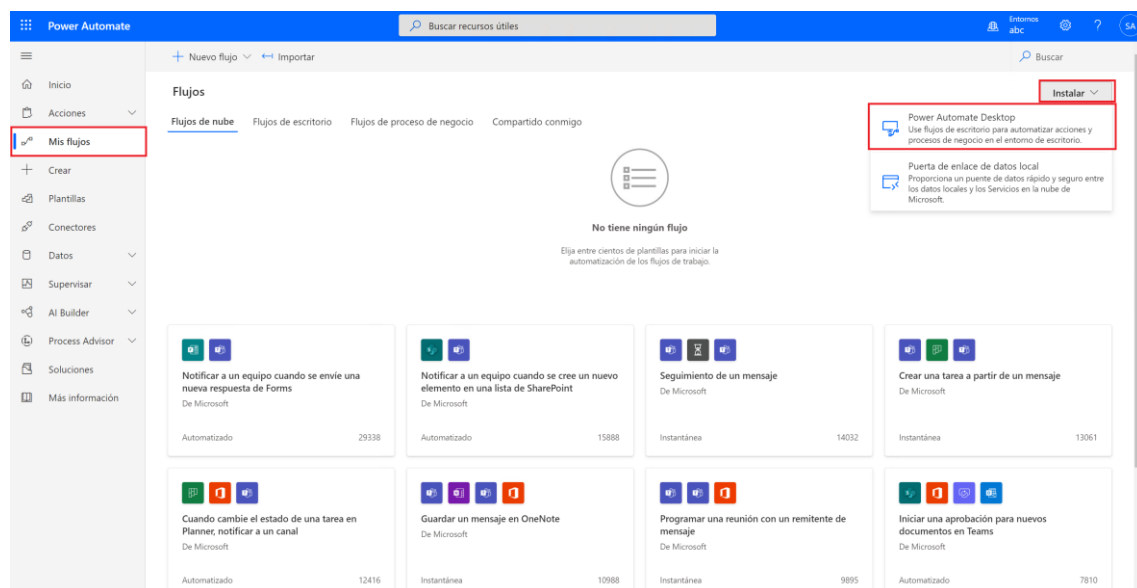 Power Automate
Buscar recursos útiles
Entornos
abc
?
SA
Nuevo flujo
Importar
Buscar
Inicio
Acciones
Mis flujos
Crear
Plantillas
Conectores
Datos
Supervisar
AI Builder
Process Advisor
Soluciones
Más información
Flujos
Instalar
Flujos de nube
Flujos de escritorio
Flujos de proceso de negocio
Compartido conmigo
Power Automate Desktop
Use flujos de escritorio para automatizar acciones y
procesos de negocio en el entorno de escritorio.
Puerta de enlace de datos local
Proporciona un puente de datos rápido y seguro entre
los datos locales y los Servicios en la nube de
Microsoft.
No tiene ningún flujo
Elija entre cientos de plantillas para iniciar la
automatización de los flujos de trabajo.
Notificar a un equipo cuando se envíe una
nueva respuesta de Forms
De Microsoft
Automatizado
29338
Notificar a un equipo cuando se cree un nuevo
elemento en una lista de SharePoint
De Microsoft
Automatizado
15888
Seguimiento de un mensaje
De Microsoft
Instantánea
14032
Crear una tarea a partir de un mensaje
De Microsoft
Instantánea
13061
Cuando cambie el estado de una tarea en
Planner, notificar a un canal
De Microsoft
Automatizado
12416
Guardar un mensaje en OneNote
De Microsoft
Instantánea
10988
Programar una reunión con un remitente de
mensaje
De Microsoft
Instantánea
9895
Iniciar una aprobación para nuevos
documentos en Teams
De Microsoft
Automatizado
7810